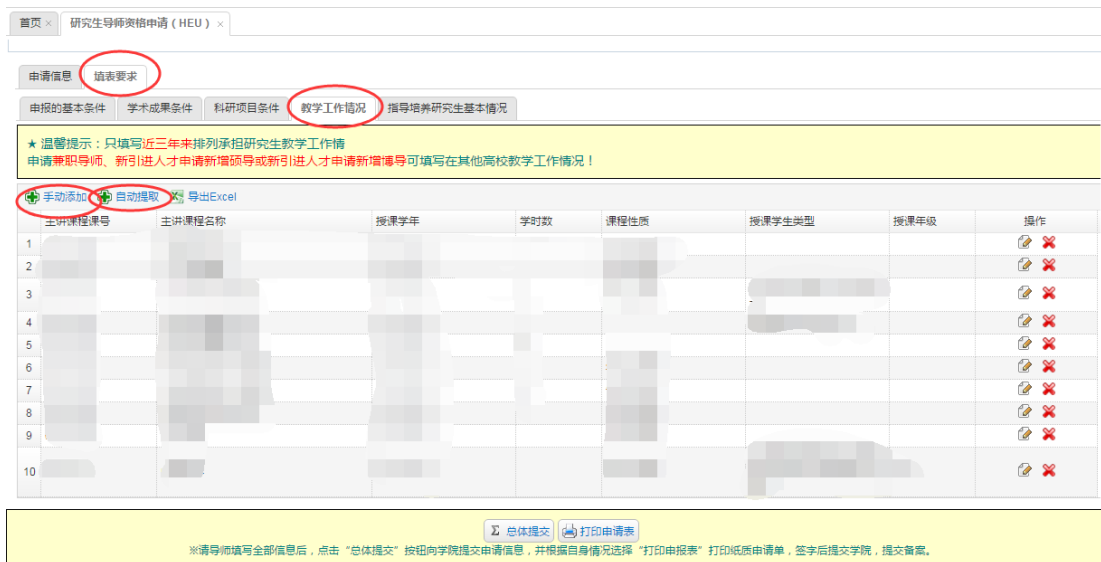 首页 × 研究生导师资格申请 ( HEU ) ×
申请信息 填表要求
申报的基本条件 学术成果条件 科研项目条件 教学工作情况 指导培养研究生基本情况
★ 温馨提示：只填写近三年来排列承担研究生教学工作情
申请兼职导师、新引进人才申请新增硕导或新引进人才申请新增博导可填写在其他高校教学工作情况！
手动添加 自动提取 导出Excel
主讲课程课号 主讲课程名称 授课学年 学时数 课程性质 授课学生类型 授课年级 操作
1
2
3
4
5
6
7
8
9
10
Σ 总体提交 打印申请表
※请导师填写全部信息后，点击“总体提交”按钮向学院提交申请信息，并根据自身情况选择“打印申报表”打印纸质申请单，签字后提交学院，提交备案。